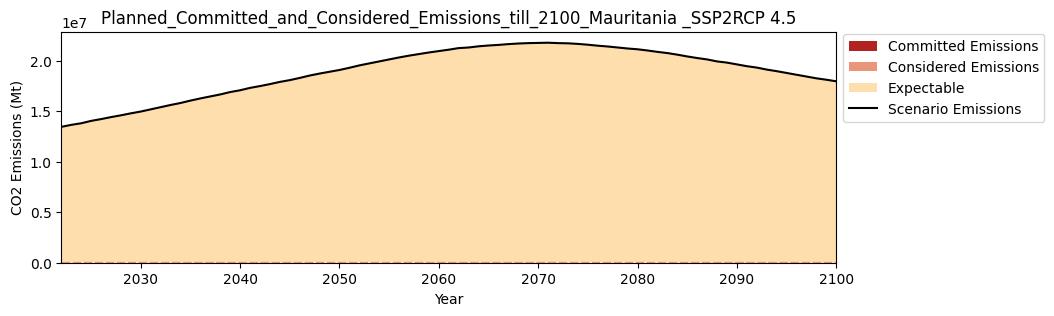 Planned_Committed_and_Considered_Emissions_till_2100_Mauritania _SSP2RCP 4.5
1e7
2.0
1.5
1.0
0.5
0.0
CO2 Emissions (Mt)
2030 2040 2050 2060 2070 2080 2090 2100
Year
Committed Emissions
Considered Emissions
Expectable
Scenario Emissions